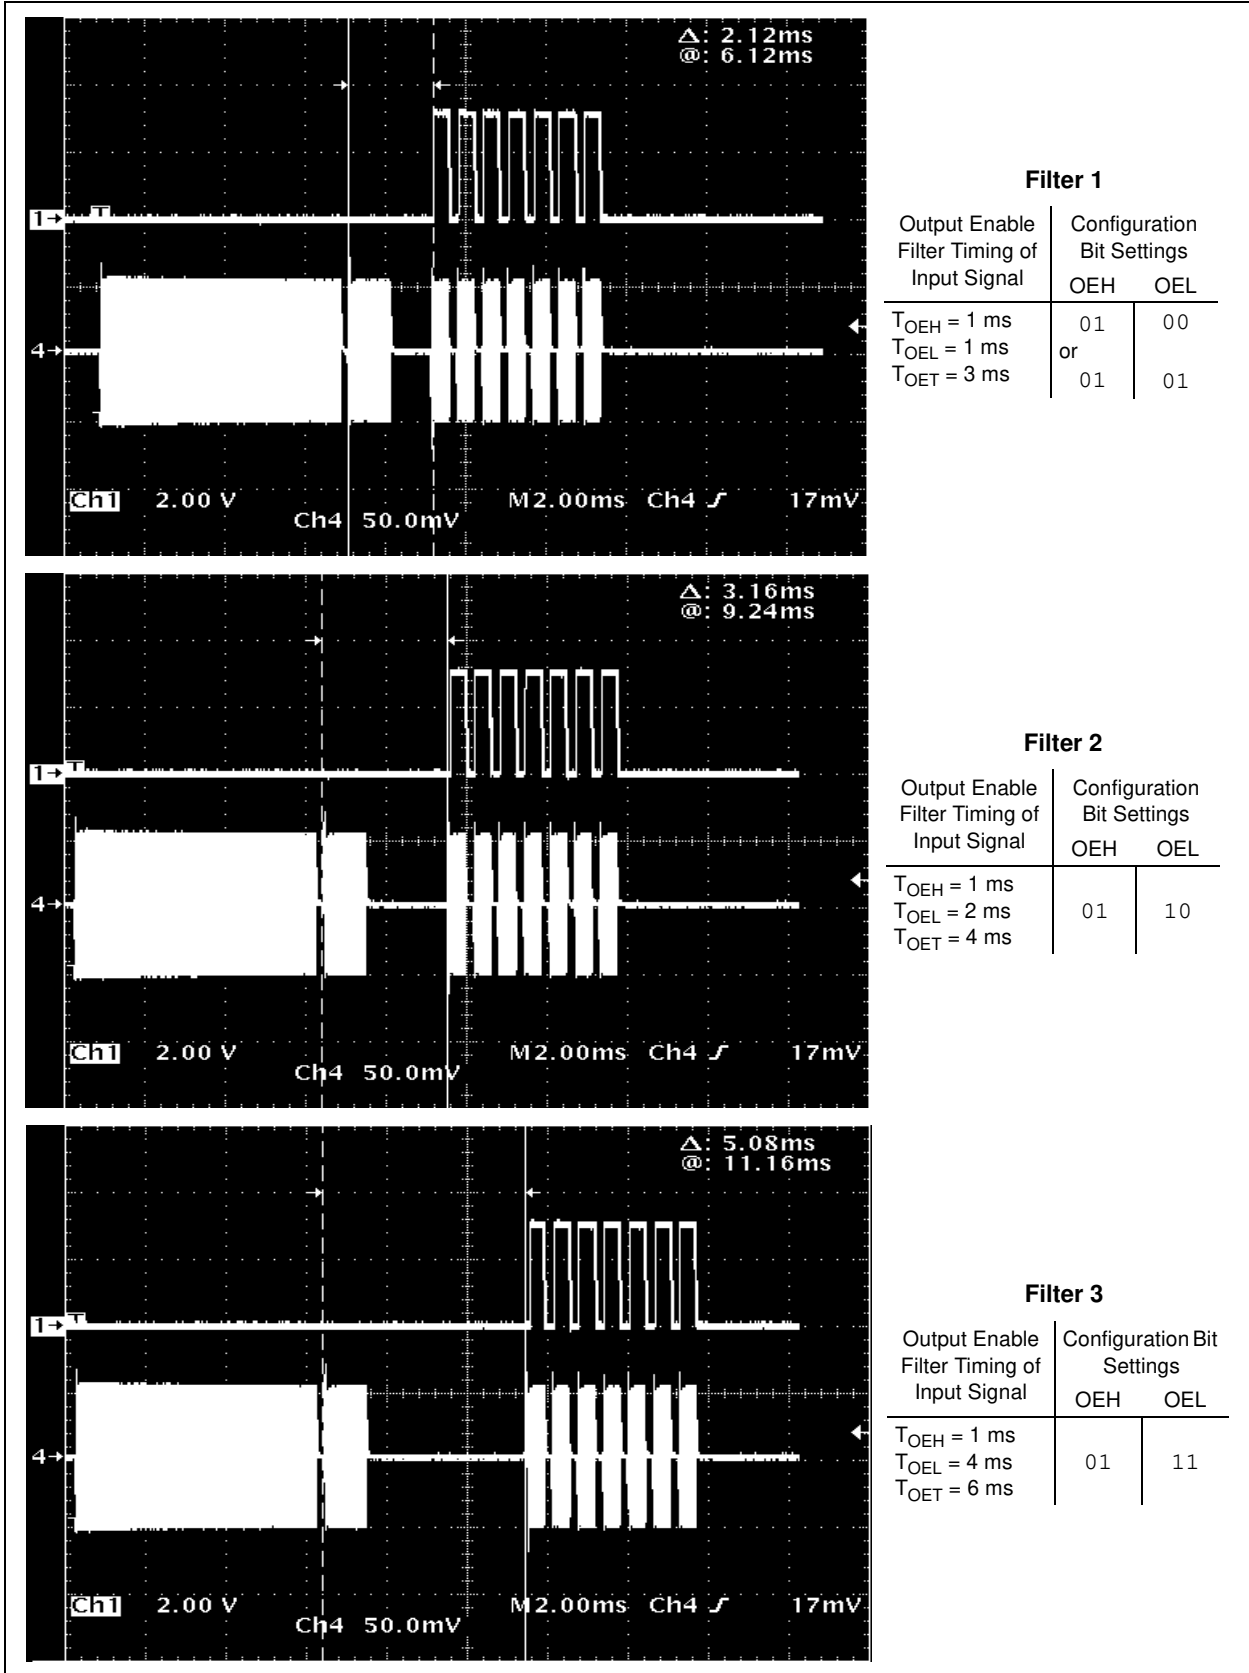 Δ: 2.12ms
@: 6.12ms
T
1→
4→
Ch1 2.00 V M2.00ms Ch4 17mV
Ch4 50.0mV
Filter 1
Output Enable Filter Timing of Input Signal
Configuration Bit Settings
OEH OEL
TOEH = 1 ms 01 00
TOEL = 1 ms or
TOET = 3 ms 01 01
Δ: 3.16ms
@: 9.24ms
T
1→
4→
Ch1 2.00 V M2.00ms Ch4 17mV
Ch4 50.0mV
Filter 2
Output Enable Filter Timing of Input Signal
Configuration Bit Settings
OEH OEL
TOEH = 1 ms
TOEL = 2 ms 01 10
TOET = 4 ms
Δ: 5.08ms
@: 11.16ms
T
1→
4→
Ch1 2.00 V M2.00ms Ch4 17mV
Ch4 50.0mV
Filter 3
Output Enable Filter Timing of Input Signal
Configuration Bit Settings
OEH OEL
TOEH = 1 ms
TOEL = 4 ms 01 11
TOET = 6 ms